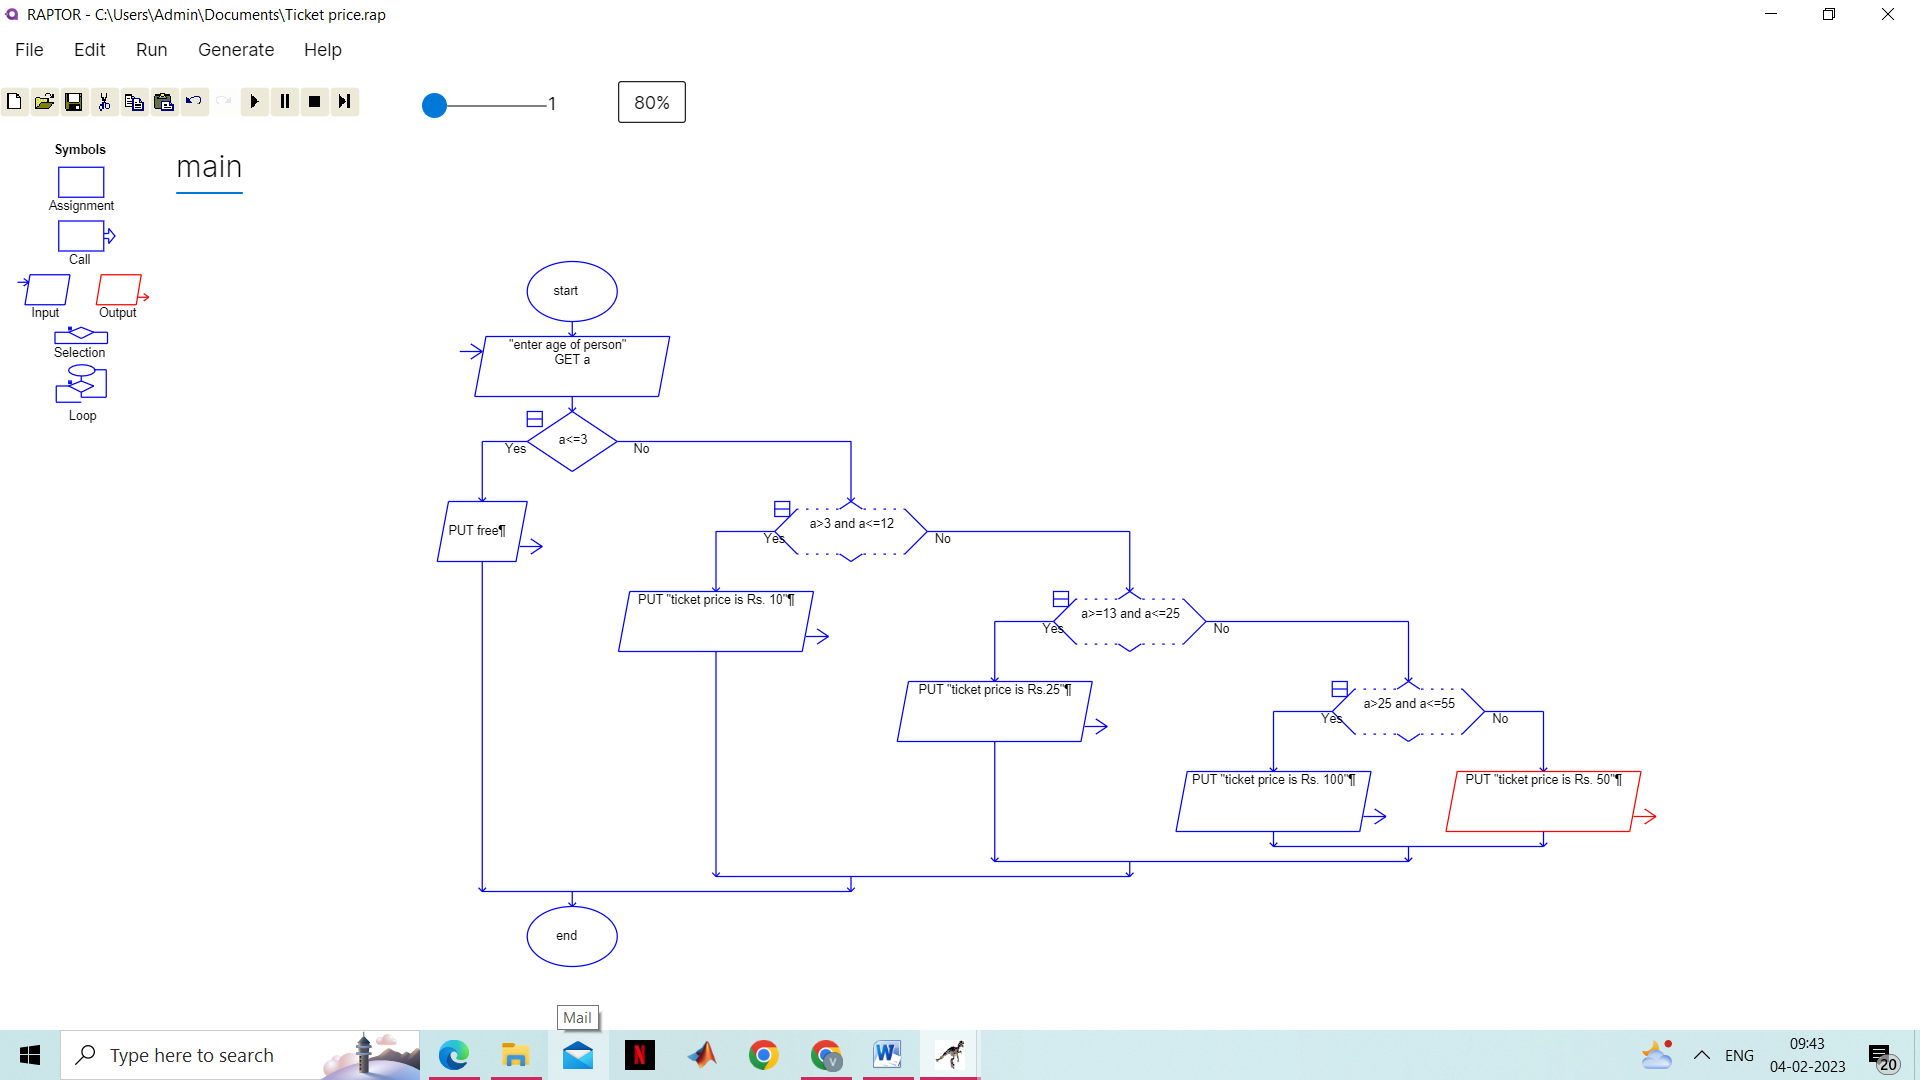 RAPTOR - C:\Users\Admin\Documents\Ticket price.rap
File Edit Run Generate Help
1
80%
Symbols
Assignment
Call
Input Output
Selection
Loop
main
start
"enter age of person"
GET a
a<=3
Yes No
PUT free¶
a>3 and a<=12
Yes No
PUT "ticket price is Rs. 10"¶
a>=13 and a<=25
Yes No
PUT "ticket price is Rs.25"¶
a>25 and a<=55
Yes No
PUT "ticket price is Rs. 100"¶
PUT "ticket price is Rs. 50"¶
end
Mail
Type here to search
N
V
W
ENG
09:43
04-02-2023
20